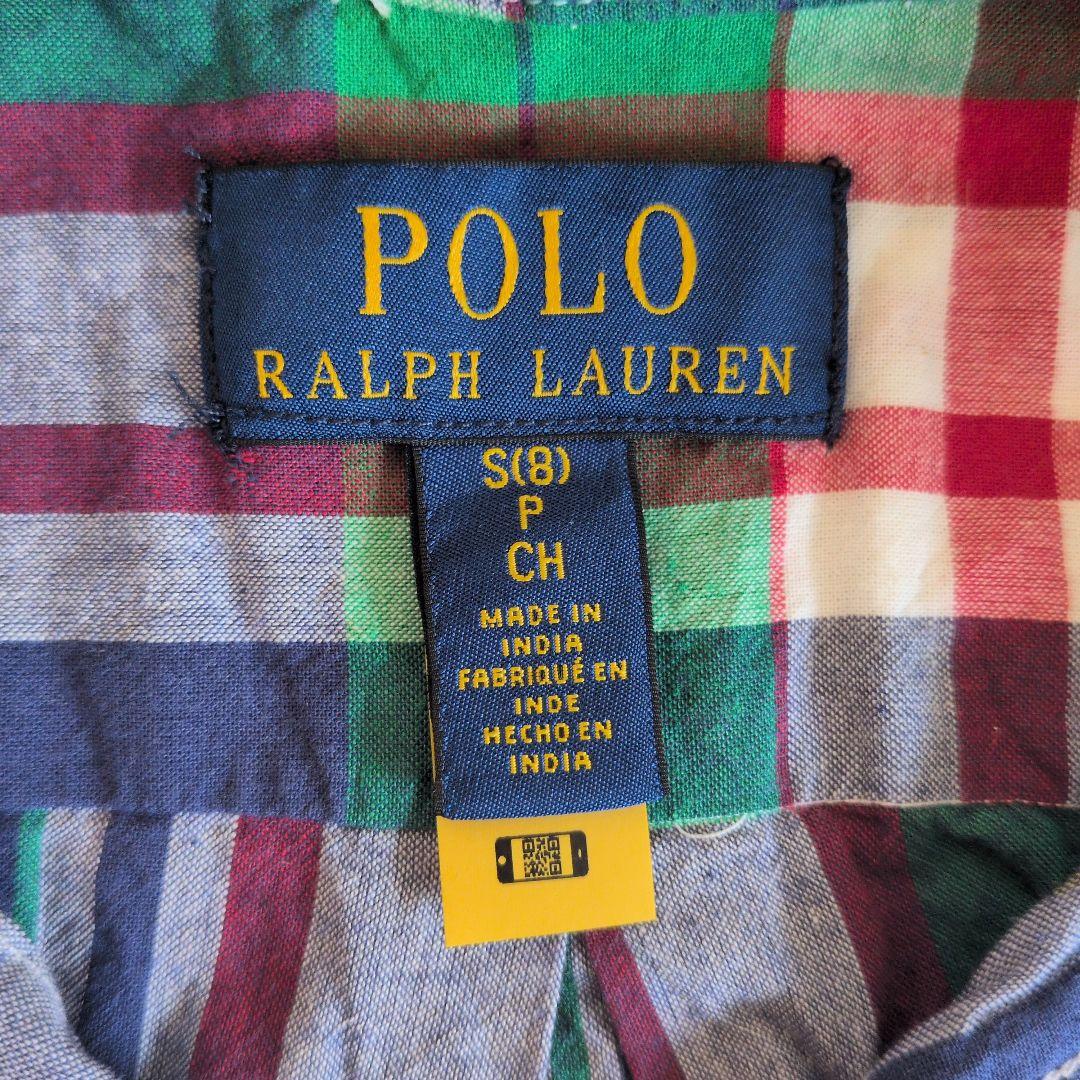 POLO
RALPH LAUREN
S(8)
P
CH
MADE IN
INDIA
FABRIQUÉ EN
INDE
HECHO EN
INDIA